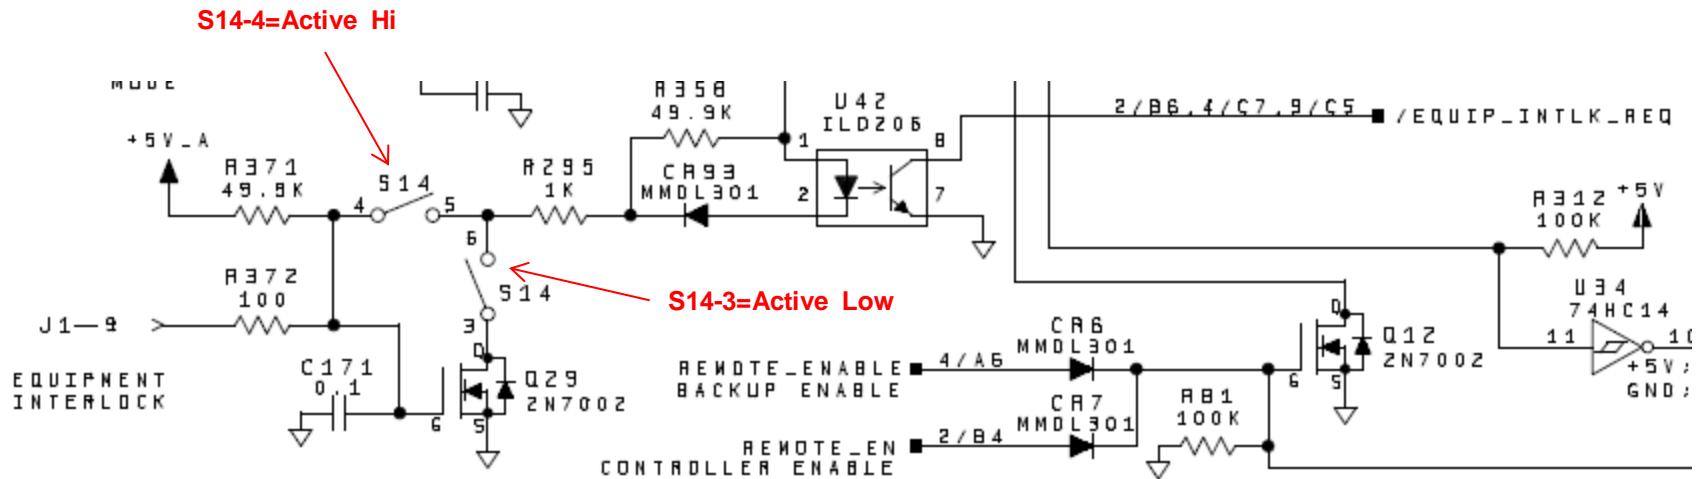 S14-4=Active Hi
MODE
+5V_A
R371
49.9K
S14
4
5
R295
1K
R358
49.9K
CR93
MMDL301
U42
ILD206
1
2
8
7
2/B6,4/C7,9/C5
/EQUIP_INTLK_REQ
R312
100K
+5V
6
S14
3
S14-3=Active Low
R372
100
J1—9
EQUIPMENT
INTERLOCK
C171
0.1
D
G
S
Q29
2N7002
REMOTE_ENABLE
BACKUP ENABLE
4/A6
CR6
MMDL301
REMOTE_EN
CONTROLLER ENABLE
2/B4
CR7
MMDL301
R81
100K
D
G
S
Q12
2N7002
U34
74HC14
11
10
+5V;
GND;